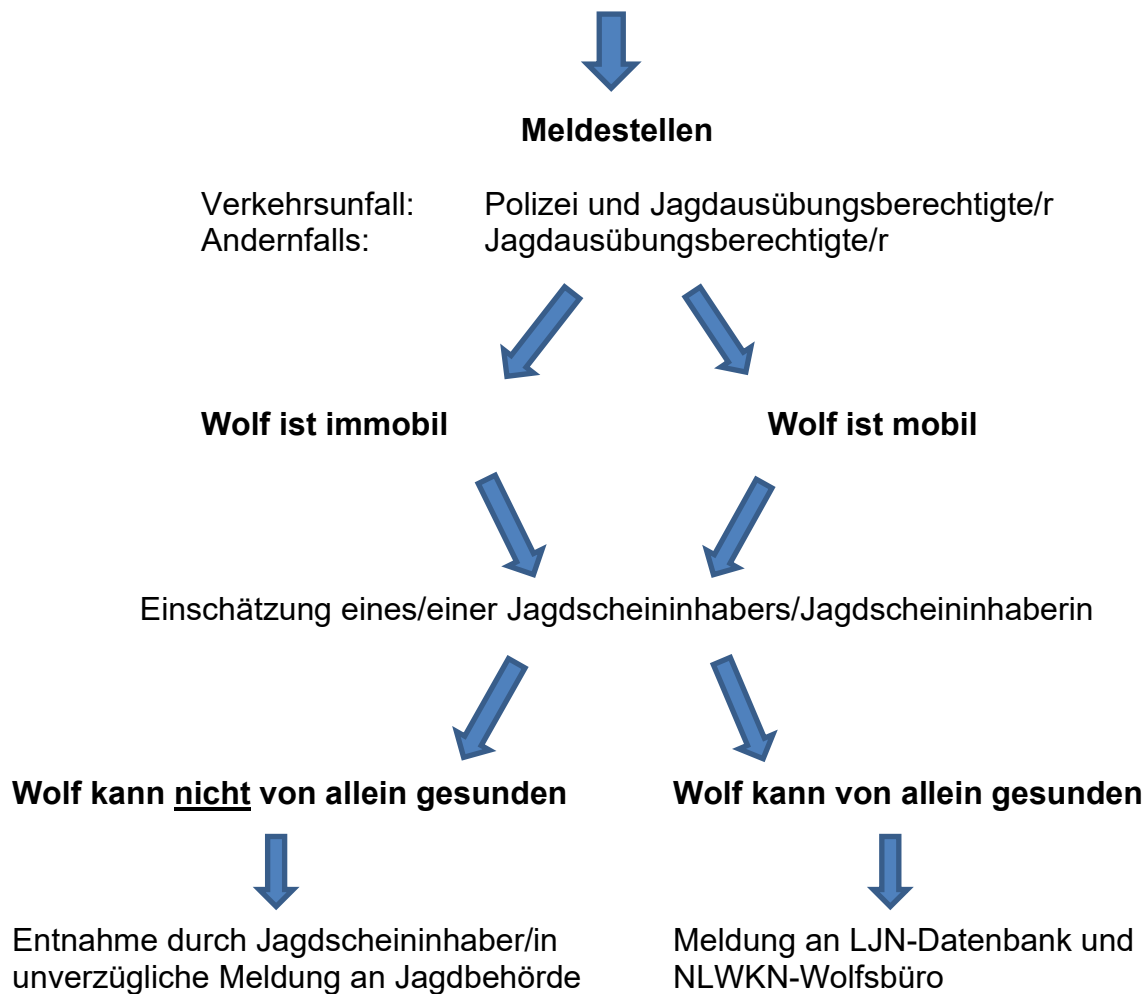 Meldestellen
Verkehrsunfall: Polizei und Jagdausübungsberechtigte/r
Andernfalls: Jagdausübungsberechtigte/r
Wolf ist immobil
Wolf ist mobil
Einschätzung eines/einer Jagdscheininhabers/Jagdscheininhaberin
Wolf kann nicht von allein gesunden
Wolf kann von allein gesunden
Entnahme durch Jagdscheininhaber/in
unverzügliche Meldung an Jagdbehörde
Meldung an LJN-Datenbank und
NLWKN-Wolfsbüro